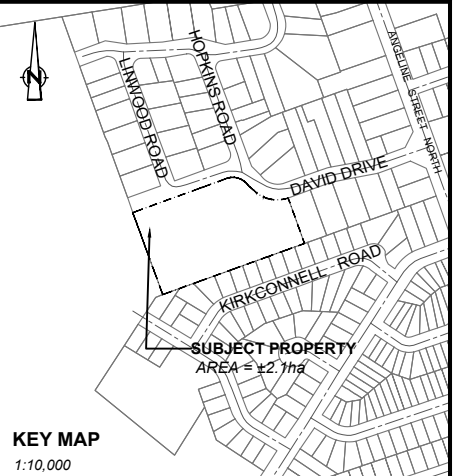 N
LINWOOD ROAD
HOPKINS ROAD
ANGELINE STREET NORTH
DAVID DRIVE
KIRKCONNELL ROAD
SUBJECT PROPERTY
AREA = ±2.1ha
KEY MAP
1:10,000